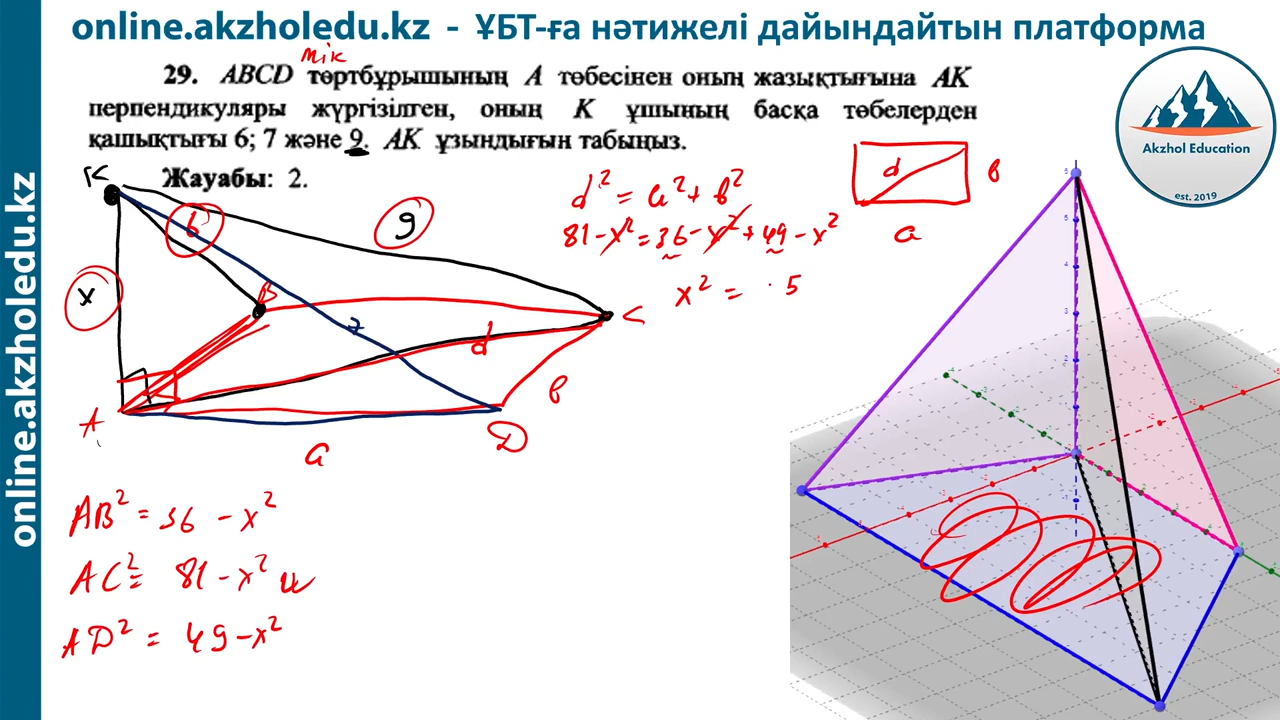 online.akzholedu.kz - ҰБТ-ға нәтижелі дайындайтын платформа
тік
29. ABCD төртбұрышының A төбесінен оның жазықтығына AK
перпендикуляры жүргізілген, оның K ұшының басқа төбелерден
қашықтығы 6; 7 және 9. AK ұзындығын табыңыз.
Жауабы: 2.
Akzhol Education
est. 2019
online.akzholedu.kz
K
6
9
x
B
7
C
d
в
A
a
D
d² = a² + в²
81 - x² = 36 - x² + 49 - x²
x² = 5
d
в
a
AB² = 36 - x²
AC² = 81 - x²
AD² = 49 - x²